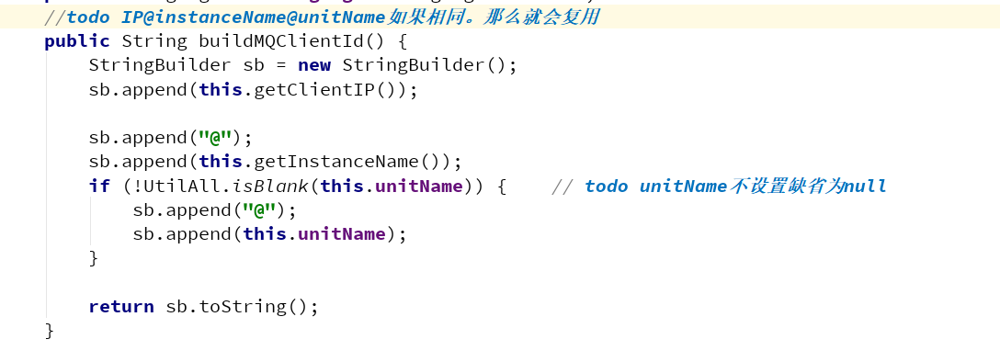 //todo IP@instanceName@unitName如果相同。那么就会复用
public String buildMQClientId() {
    StringBuilder sb = new StringBuilder();
    sb.append(this.getClientIP());

    sb.append("@");
    sb.append(this.getInstanceName());
    if (!UtilAll.isBlank(this.unitName)) {    // todo unitName不设置缺省为null
        sb.append("@");
        sb.append(this.unitName);
    }

    return sb.toString();
}